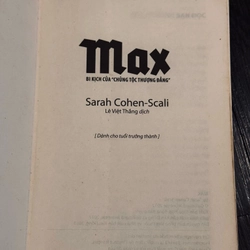 Max
BI KỊCH CỦA "CHỦNG TỘC THƯỢNG ĐẲNG"
Sarah Cohen-Scali
Lê Việt Thắng dịch
[ Dành cho tuổi trưởng thành ]